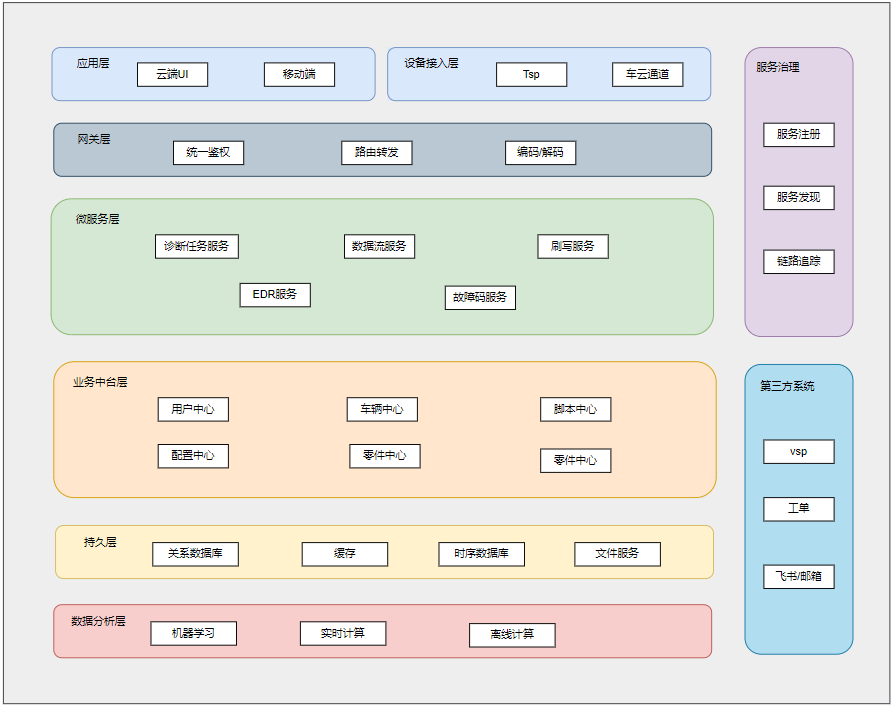 应用层
云端UI
移动端
设备接入层
Tsp
车云通道
网关层
统一鉴权
路由转发
编码/解码
微服务层
诊断任务服务
数据流服务
刷写服务
EDR服务
故障码服务
业务中台层
用户中心
车辆中心
脚本中心
配置中心
零件中心
零件中心
持久层
关系数据库
缓存
时序数据库
文件服务
数据分析层
机器学习
实时计算
离线计算
服务治理
服务注册
服务发现
链路追踪
第三方系统
vsp
工单
飞书/邮箱